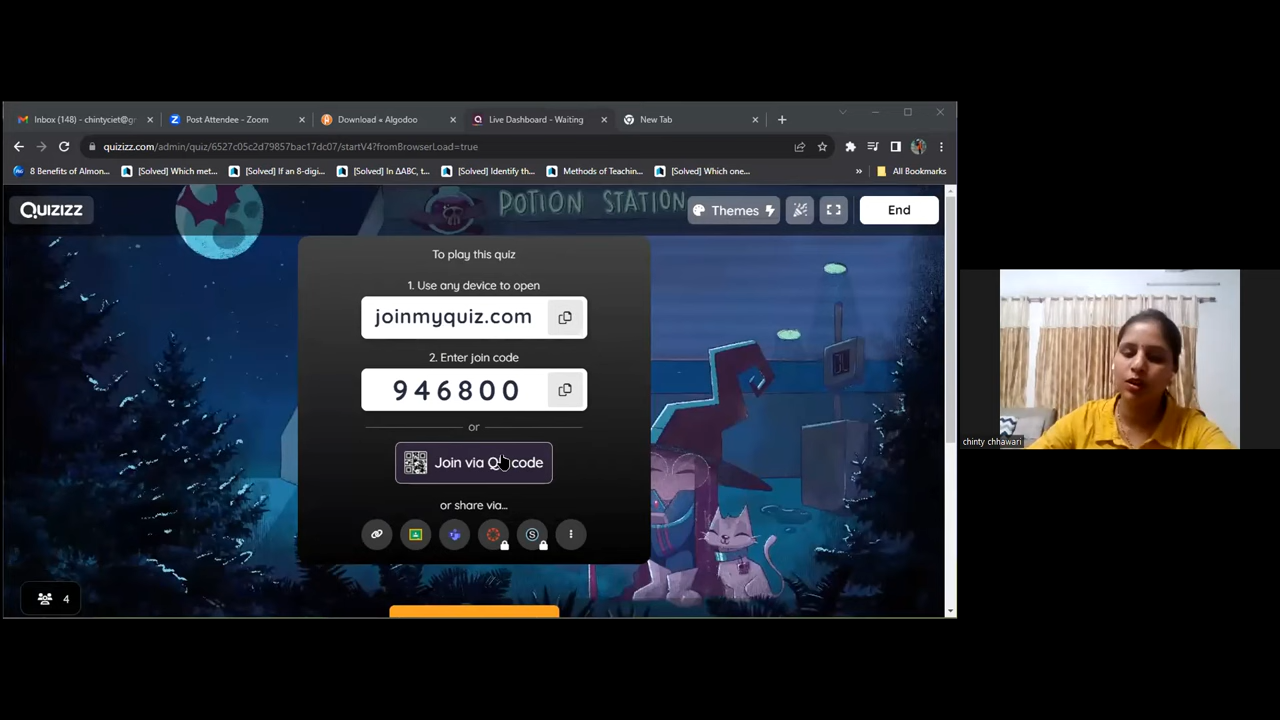 Inbox (148) - chintyciet@gr
Post Attendee - Zoom
Download « Algodoo
Live Dashboard - Waiting
New Tab
quizizz.com/admin/quiz/6527c05c2d79857bac17dc07/startV4?fromBrowserLoad=true
8 Benefits of Almon...
[Solved] Which met...
[Solved] If an 8-digi...
[Solved] In ΔABC, t...
[Solved] Identify th...
Methods of Teachin...
[Solved] Which one...
»
All Bookmarks
QUIZIZZ
POTION STATION
Themes
End
To play this quiz
1. Use any device to open
joinmyquiz.com
2. Enter join code
946800
or
Join via QR code
or share via...
4
chinty chhawari